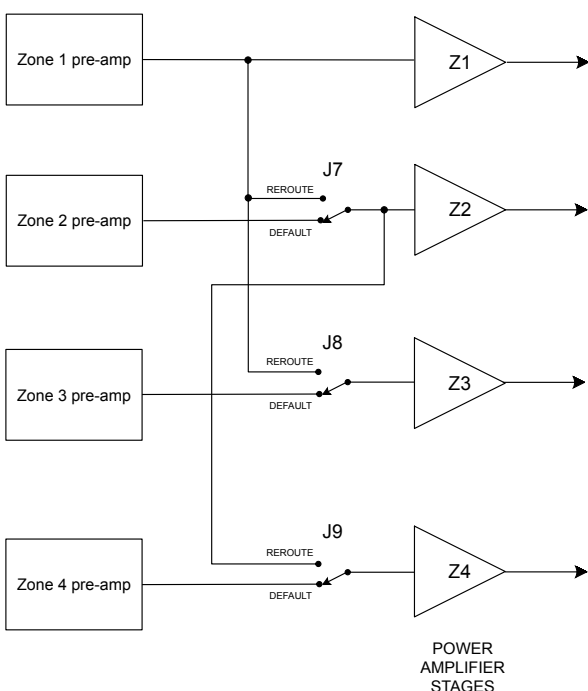 Zone 1 pre-amp
Z1
J7
REROUTE
Zone 2 pre-amp
DEFAULT
Z2
J8
REROUTE
Zone 3 pre-amp
DEFAULT
Z3
J9
REROUTE
Zone 4 pre-amp
DEFAULT
Z4
POWER
AMPLIFIER
STAGES